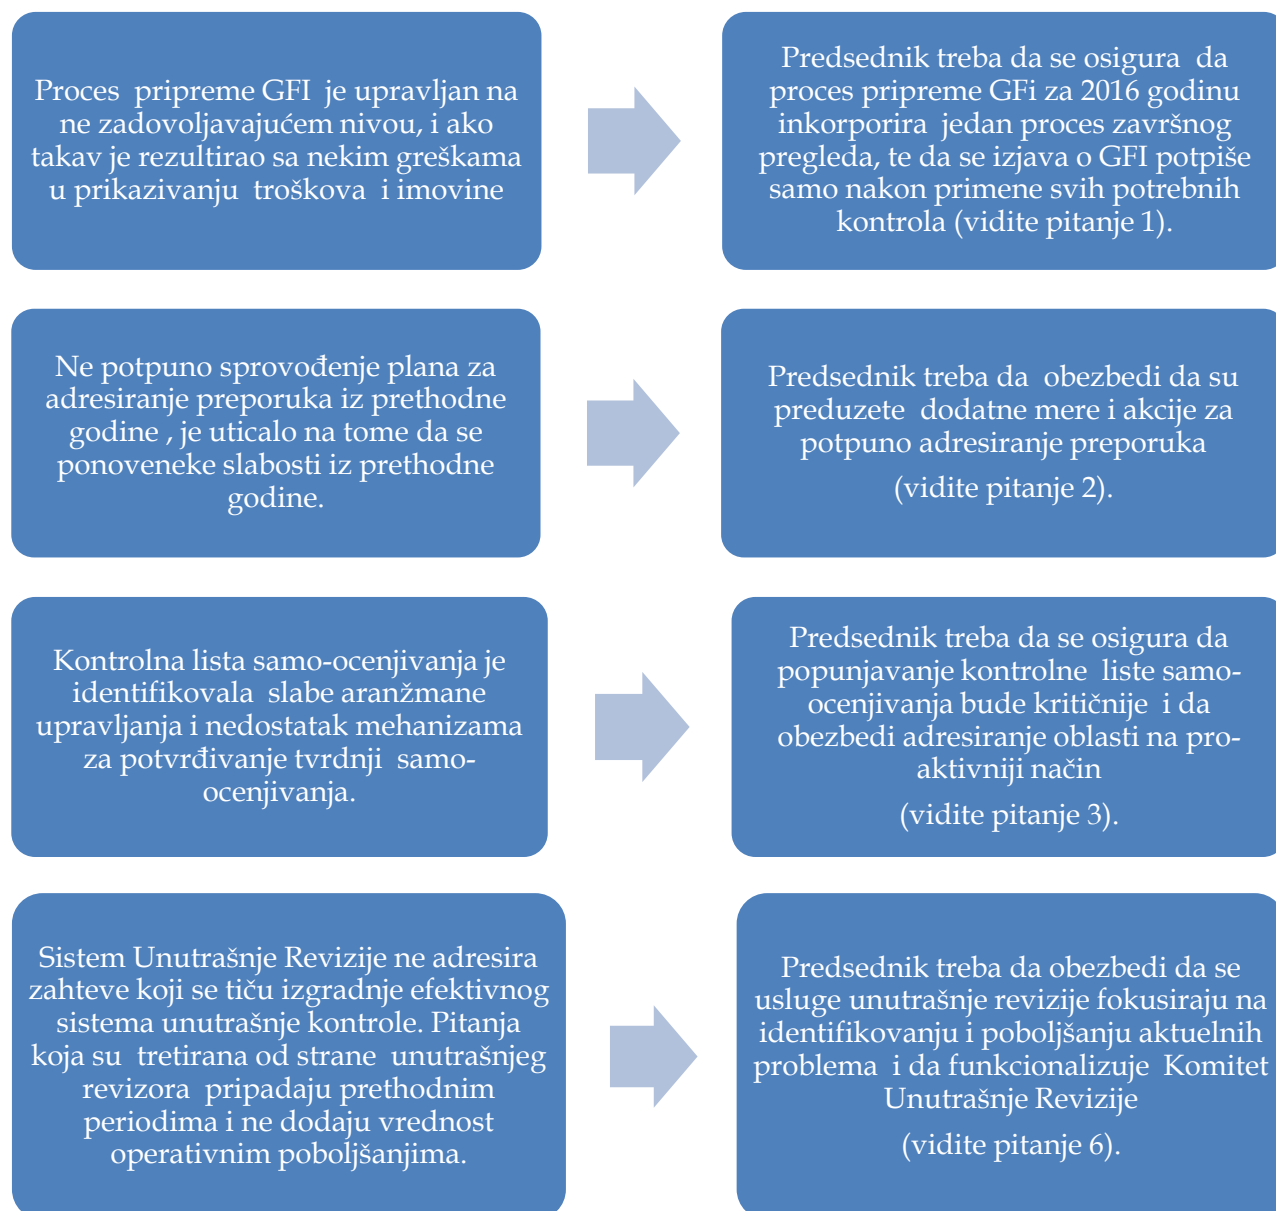 Proces pripreme GFI je upravljan na
ne zadovoljavajućem nivou, i ako
takav je rezultirao sa nekim greškama
u prikazivanju troškova i imovine
Predsednik treba da se osigura da
proces pripreme GFi za 2016 godinu
inkorporira jedan proces završnog
pregleda, te da se izjava o GFI potpiše
samo nakon primene svih potrebnih
kontrola (vidite pitanje 1).
Ne potpuno sprovođenje plana za
adresiranje preporuka iz prethodne
godine , je uticalo na tome da se
ponoveneke slabosti iz prethodne
godine.
Predsednik treba da obezbedi da su
preduzete dodatne mere i akcije za
potpuno adresiranje preporuka
(vidite pitanje 2).
Kontrolna lista samo-ocenjivanja je
identifikovala slabe aranžmane
upravljanja i nedostatak mehanizama
za potvrđivanje tvrdnji samo-
ocenjivanja.
Predsednik treba da se osigura da
popunjavanje kontrolne liste samo-
ocenjivanja bude kritičnije i da
obezbedi adresiranje oblasti na pro-
aktivniji način
(vidite pitanje 3).
Sistem Unutrašnje Revizije ne adresira
zahteve koji se tiču izgradnje efektivnog
sistema unutrašnje kontrole. Pitanja
koja su tretirana od strane unutrašnjeg
revizora pripadaju prethodnim
periodima i ne dodaju vrednost
operativnim poboljšanjima.
Predsednik treba da obezbedi da se
usluge unutrašnje revizije fokusiraju na
identifikovanju i poboljšanju aktuelnih
problema i da funkcionalizuje Komitet
Unutrašnje Revizije
(vidite pitanje 6).